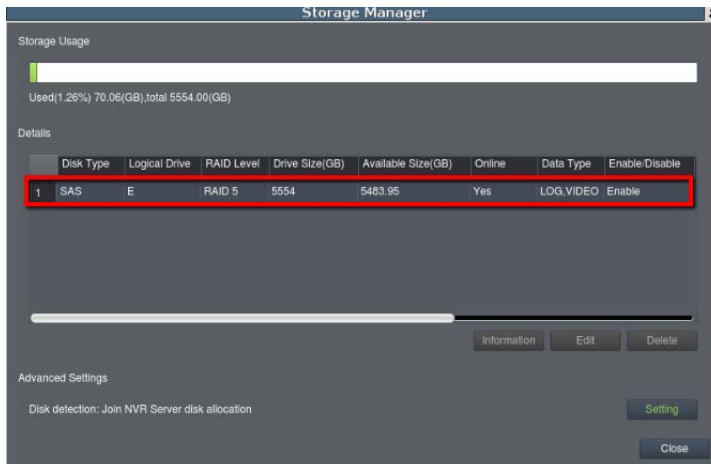 Storage Manager
Storage Usage
Used(1.26%) 70.06(GB),total 5554.00(GB)
Details
Disk Type Logical Drive RAID Level Drive Size(GB) Available Size(GB) Online Data Type Enable/Disable
1 SAS E RAID 5 5554 5483.95 Yes LOG,VIDEO Enable
Information Edit Delete
Advanced Settings
Disk detection: Join NVR Server disk allocation
Setting
Close